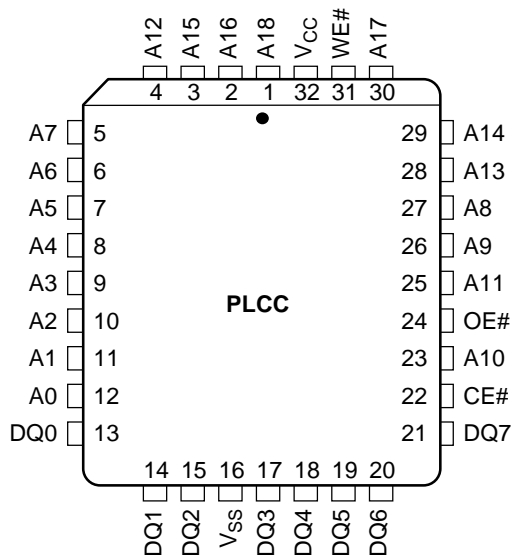 A12 A15 A16 A18 VCC WE# A17
4 3 2 1 32 31 30
A7 5 29 A14
A6 6 28 A13
A5 7 27 A8
A4 8 26 A9
A3 9 25 A11
PLCC
A2 10 24 OE#
A1 11 23 A10
A0 12 22 CE#
DQ0 13 21 DQ7
14 15 16 17 18 19 20
DQ1 DQ2 VSS DQ3 DQ4 DQ5 DQ6